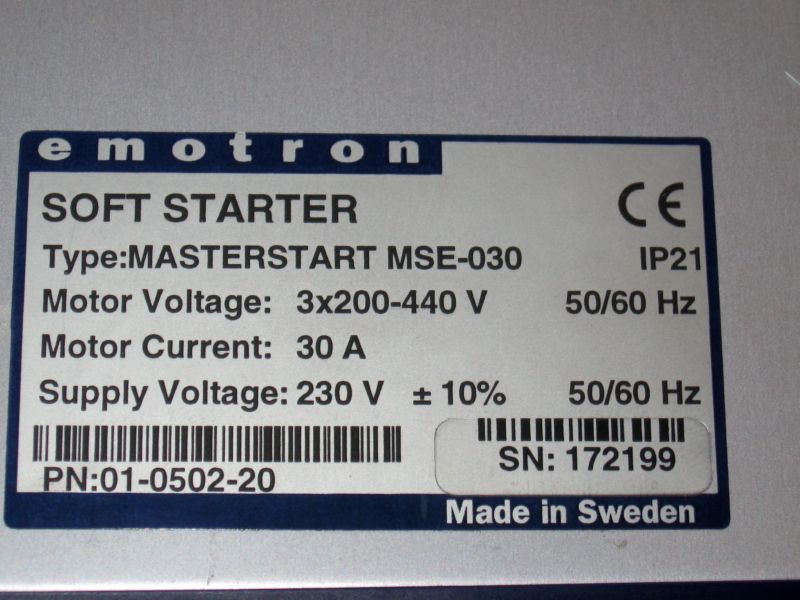 emotron
SOFT STARTER CE
Type:MASTERSTART MSE-030 IP21
Motor Voltage: 3x200-440 V 50/60 Hz
Motor Current: 30 A
Supply Voltage: 230 V ± 10% 50/60 Hz
PN:01-0502-20 SN: 172199
Made in Sweden